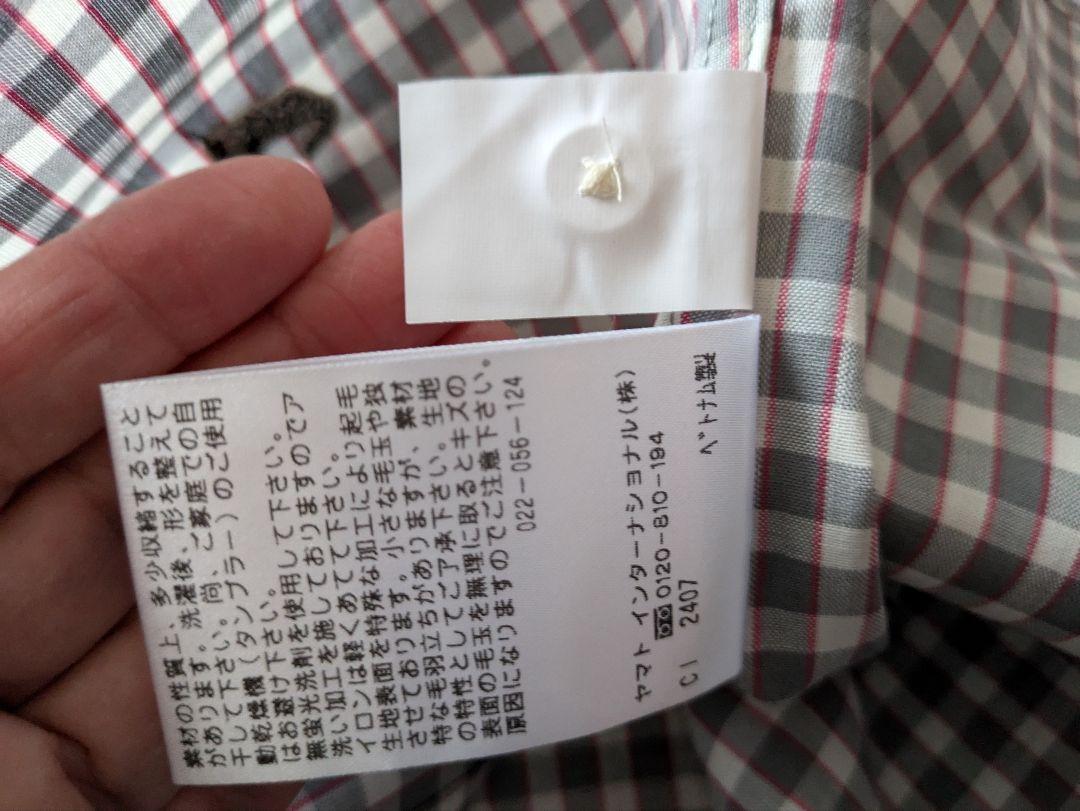 素材の性質上、多少収縮すること
があります。洗濯後、形を整えて
干して下さい。尚、ご家庭での自
動乾燥機（タンブラー）のご使用
はお避け下さい。
無蛍光洗剤を使用して下さい。
洗い加工を施しておりますのでア
イロンは軽くあてて下さい。
生地表面を特殊な加工により起毛
させております。小さな毛玉や独
特な毛羽立ちがありますが、素材
の特性としてご了承下さい。生地
表面の毛玉を無理に取るとキズの
原因になりますのでご注意下さい。
022-056-124
ヤマト インターナショナル(株)
0120-810-194
C1 2407
ベトナム製